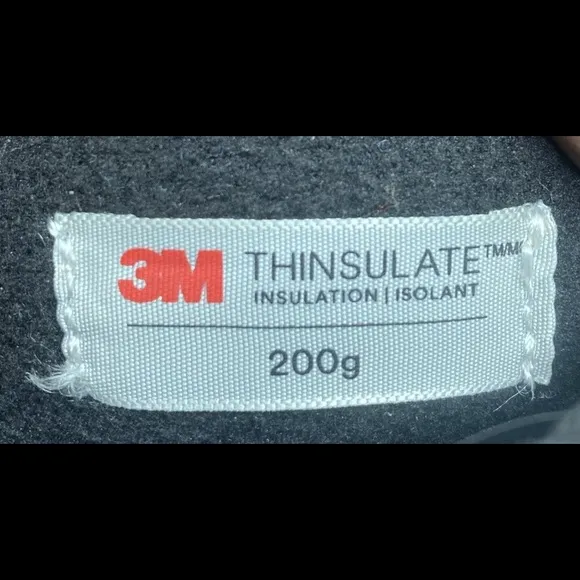 3M THINSULATE™/MC
INSULATION | ISOLANT
200g